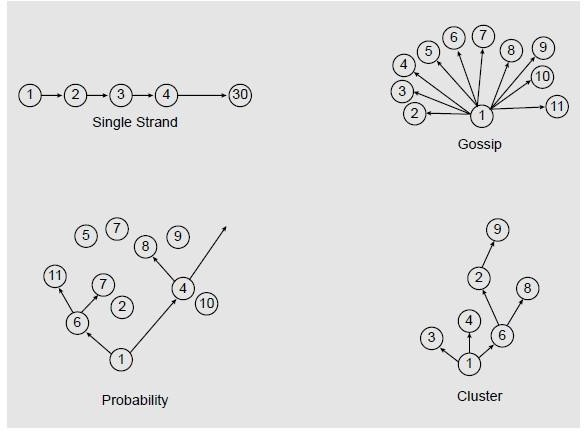 1 2 3 4 30
Single Strand
2 3 4 5 6 7 8 9 10 11
1
Gossip
5 7 8 9
11 7 2 4 10
6
1
Probability
9
2
8
3 4 6
1
Cluster